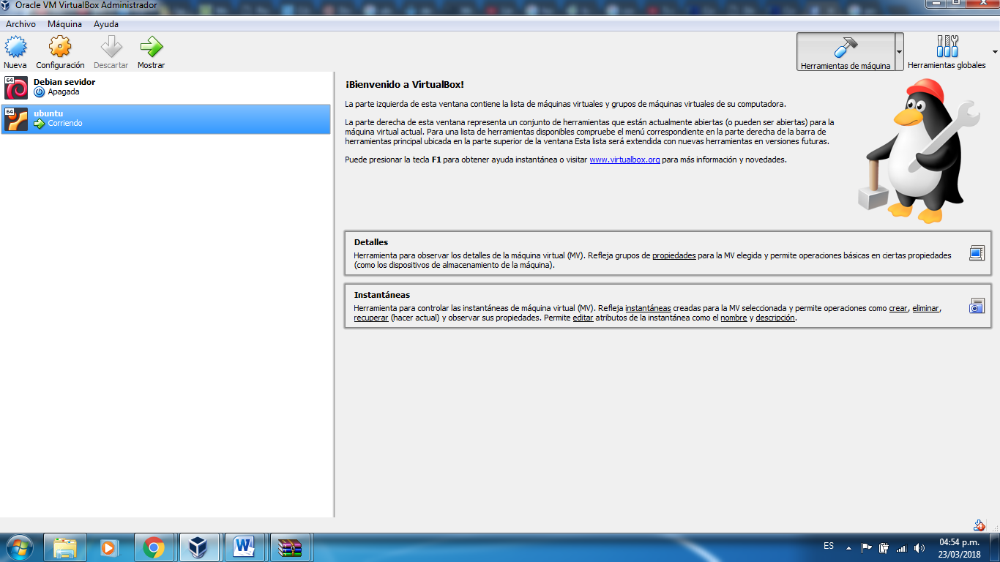 Oracle VM VirtualBox Administrador
Archivo Máquina Ayuda
Nueva Configuración Descartar Mostrar
Herramientas de máquina Herramientas globales
64 Debian sevidor
Apagada
64 ubuntu
Corriendo
¡Bienvenido a VirtualBox!
La parte izquierda de esta ventana contiene la lista de máquinas virtuales y grupos de máquinas virtuales de su computadora.
La parte derecha de esta ventana representa un conjunto de herramientas que están actualmente abiertas (o pueden ser abiertas) para la
máquina virtual actual. Para una lista de herramientas disponibles compruebe el menú correspondiente en la parte derecha de la barra de
herramientas principal ubicada en la parte superior de la ventana Esta lista será extendida con nuevas herramientas en versiones futuras.
Puede presionar la tecla F1 para obtener ayuda instantánea o visitar www.virtualbox.org para más información y novedades.
Detalles
Herramienta para observar los detalles de la máquina virtual (MV). Refleja grupos de propiedades para la MV elegida y permite operaciones básicas en ciertas propiedades
(como los dispositivos de almacenamiento de la máquina).
Instantáneas
Herramienta para controlar las instantáneas de máquina virtual (MV). Refleja instantáneas creadas para la MV seleccionada y permite operaciones como crear, eliminar,
recuperar (hacer actual) y observar sus propiedades. Permite editar atributos de la instantánea como el nombre y descripción.
ES
04:54 p.m.
23/03/2018